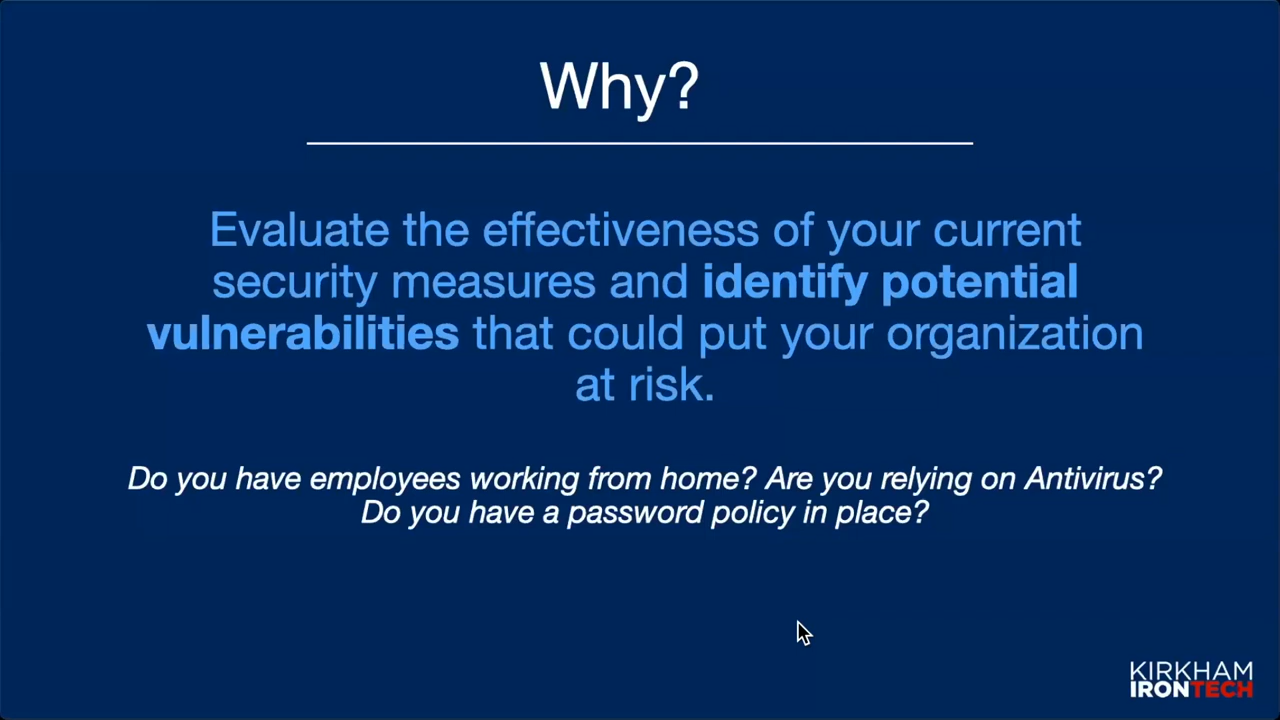 Why?
Evaluate the effectiveness of your current
security measures and identify potential
vulnerabilities that could put your organization
at risk.
Do you have employees working from home? Are you relying on Antivirus?
Do you have a password policy in place?
KIRKHAM
IRONTECH